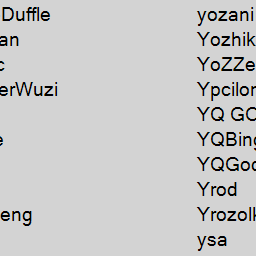 Duffle yozani
an Yozhik
c YoZZe
erWuzi Ypcilor
YQ GO
e YQBing
YQGod
Yrod
eng Yrozolk
ysa